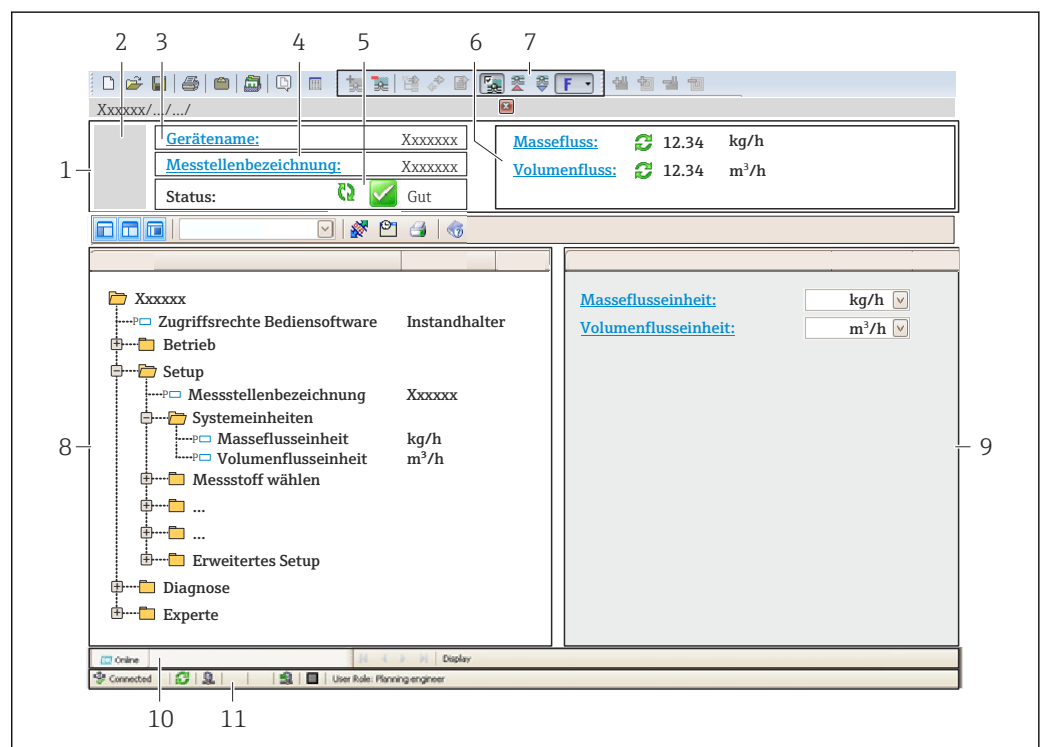 2 3 4 5 6 7
F
Xxxxxx/.../.../
1
Gerätename: Xxxxxxx
Messtellenbezeichnung: Xxxxxxx
Status: Gut
Massefluss: 12.34 kg/h
Volumenfluss: 12.34 m³/h
Xxxxxx
P Zugriffsrechte Bediensoftware Instandhalter
Betrieb
Setup
P Messstellenbezeichnung Xxxxxx
Systemeinheiten
P Masseflusseinheit kg/h
P Volumenflusseinheit m³/h
Messstoff wählen
...
...
Erweitertes Setup
Diagnose
Experte
8
Masseflusseinheit: kg/h
Volumenflusseinheit: m³/h
9
Online Display
Connected User Role: Planning engineer
10 11